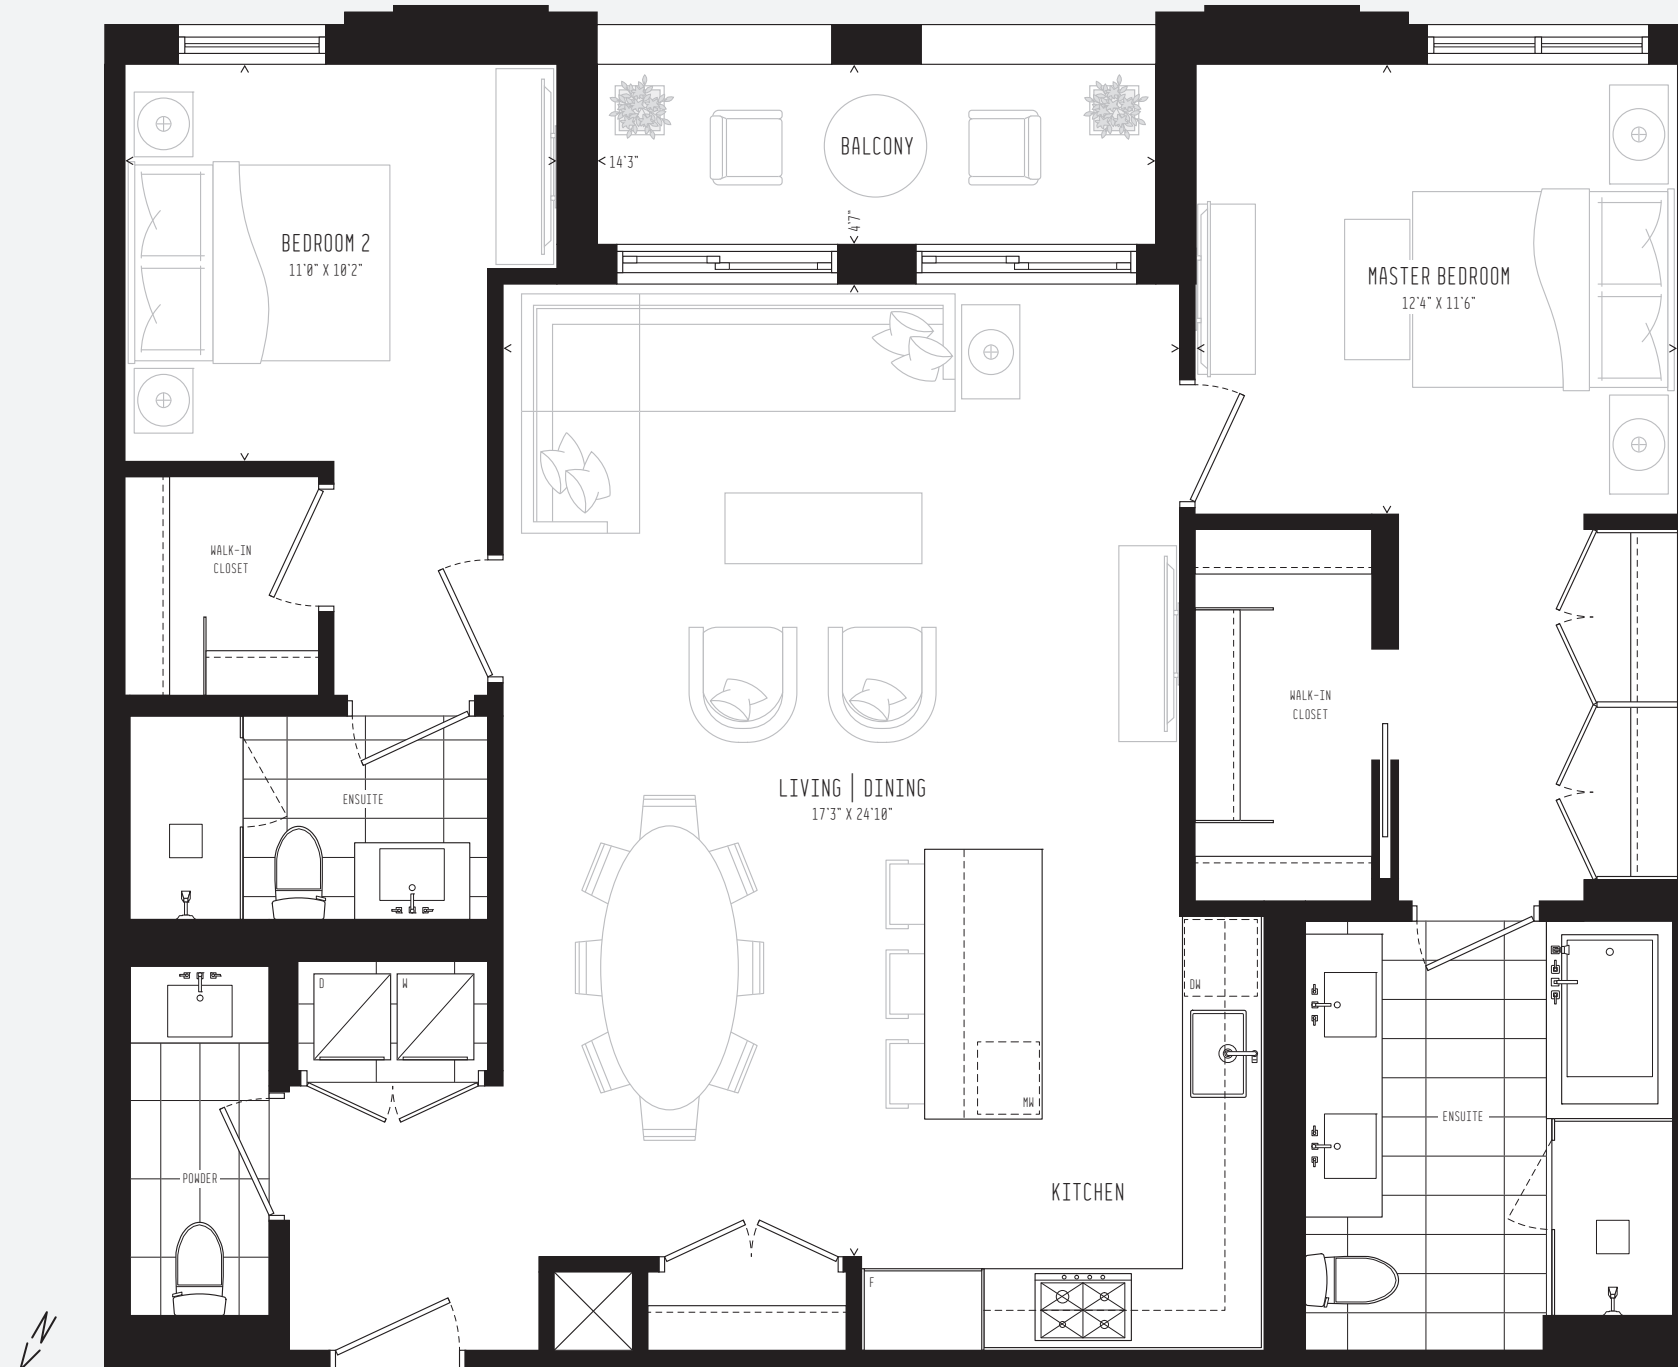 BALCONY
14'3"
4'7"
BEDROOM 2
11'0" X 10'2"
MASTER BEDROOM
12'4" X 11'6"
WALK-IN
CLOSET
WALK-IN
CLOSET
LIVING | DINING
17'3" X 24'10"
ENSUITE
D
W
DW
MW
ENSUITE
POWDER
KITCHEN
F
N